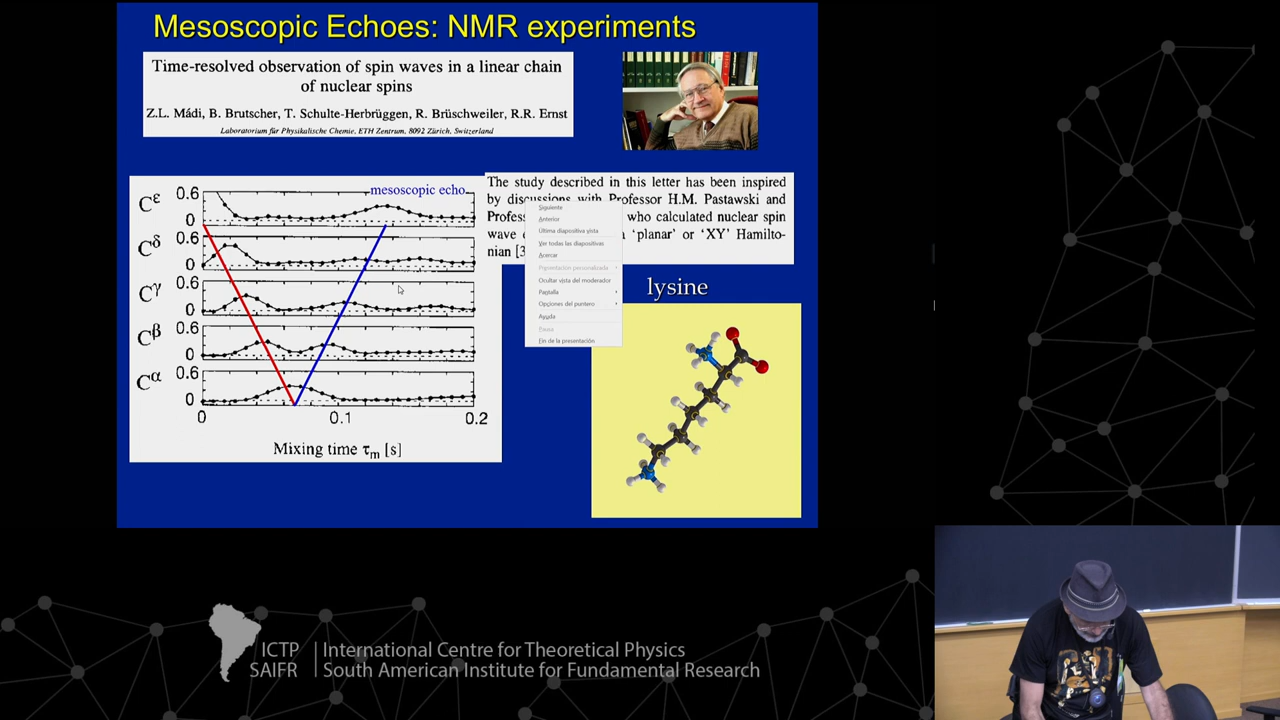 Mesoscopic Echoes: NMR experiments
Time-resolved observation of spin waves in a linear chain
of nuclear spins
Z.L. Mádi, B. Brutscher, T. Schulte-Herbrüggen, R. Brüschweiler, R.R. Ernst
Laboratorium für Physikalische Chemie, ETH Zentrum. 8092 Zürich, Switzerland
mesoscopic echo
Cε 0.6
0
Cδ 0.6
0
Cγ 0.6
0
Cβ 0.6
0
Cα 0.6
0
0 0.1 0.2
Mixing time τm [s]
The study described in this letter has been inspired
by discussions with Professor H.M. Pastawski and
Profess who calculated nuclear spin
wave 'planar' or 'XY' Hamilto-
nian [3
Siguiente
Anterior
Última diapositiva vista
Ver todas las diapositivas
Acercar
Presentación personalizada
Ocultar vista del moderador
Pantalla
Opciones del puntero
Ayuda
Pausa
Fin de la presentación
lysine
ICTP
SAIFR
International Centre for Theoretical Physics
South American Institute for Fundamental Research